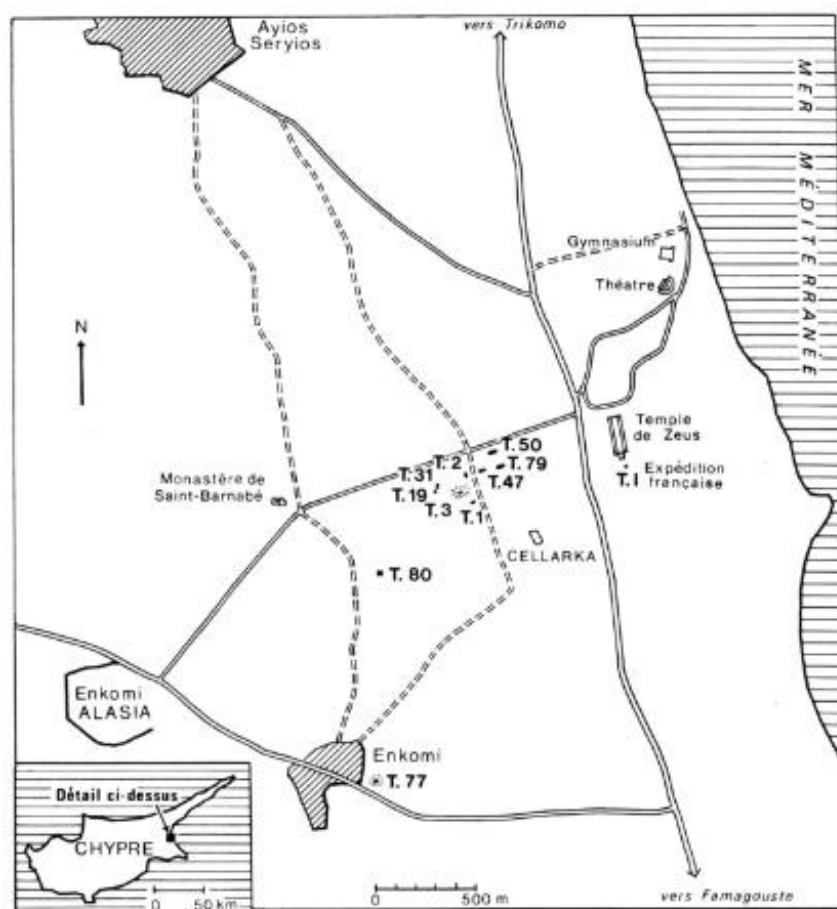 Ayios
Seryios
vers Trikomo
MER MÉDITERRANÉE
Gymnasium
Théatre
N
Temple
de Zeus
T.50
T.2
T.79
T.31
Monastère de
Saint-Barnabé
T.47
T.1
Expédition
française
T.19
T.3
T.1
CELLARKA
T. 80
Enkomi
ALASIA
Enkomi
T. 77
Détail ci-dessus
CHYPRE
0 50 km
0 500 m
vers Famagouste